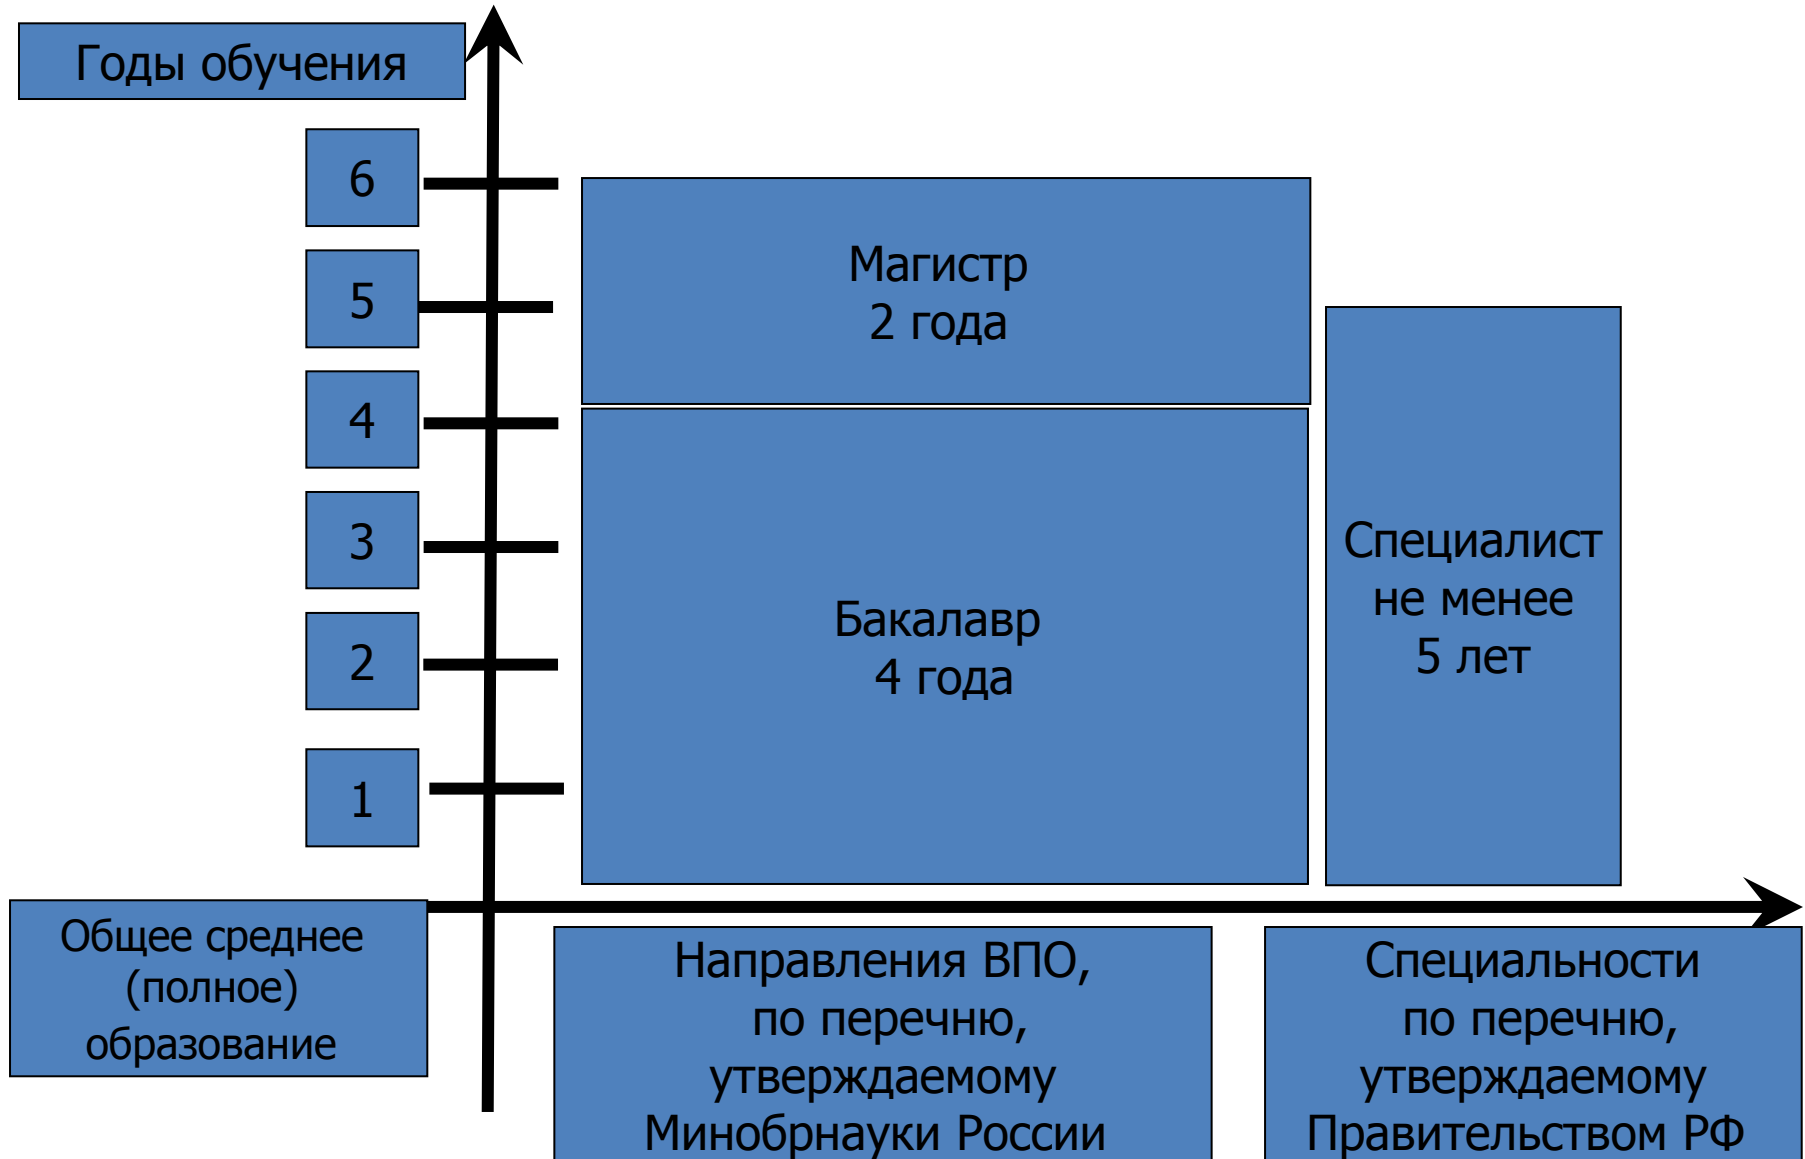 Годы обучения
6
5
4
3
2
1
Магистр
2 года
Бакалавр
4 года
Специалист
не менее
5 лет
Общее среднее
(полное)
образование
Направления ВПО,
по перечню,
утверждаемому
Минобрнауки России
Специальности
по перечню,
утверждаемому
Правительством РФ